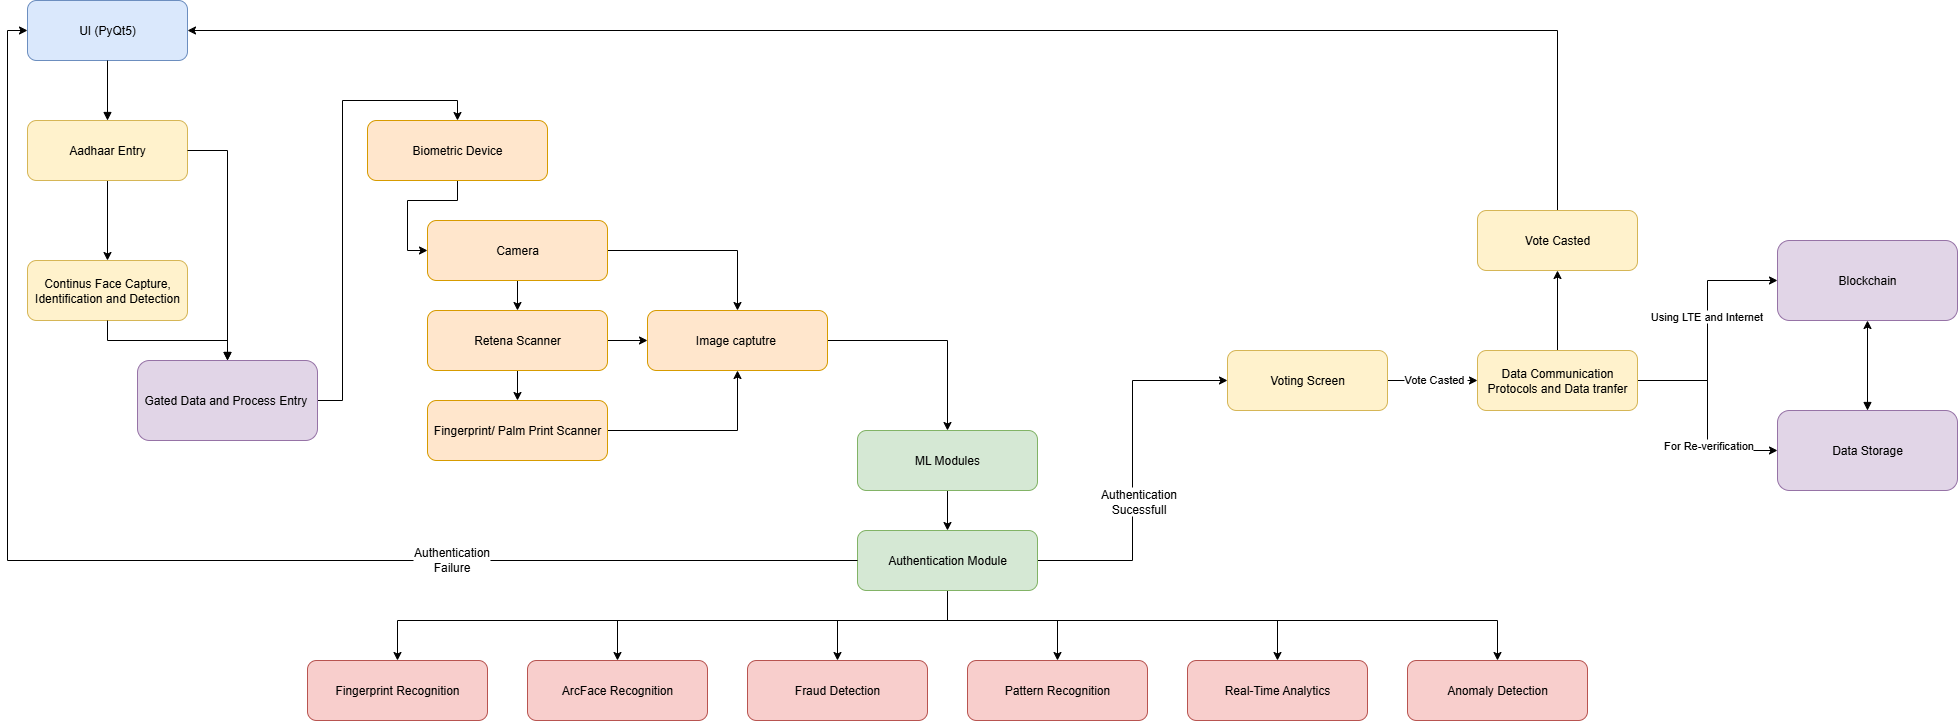 UI (PyQt5)
Aadhaar Entry
Biometric Device
Continus Face Capture,
Identification and Detection
Gated Data and Process Entry
Camera
Retena Scanner
Image captutre
Fingerprint/ Palm Print Scanner
ML Modules
Authentication Module
Authentication
Failure
Authentication
Sucessfull
Voting Screen
Vote Casted
Data Communication
Protocols and Data tranfer
Vote Casted
Using LTE and Internet
For Re-verification
Blockchain
Data Storage
Fingerprint Recognition
ArcFace Recognition
Fraud Detection
Pattern Recognition
Real-Time Analytics
Anomaly Detection